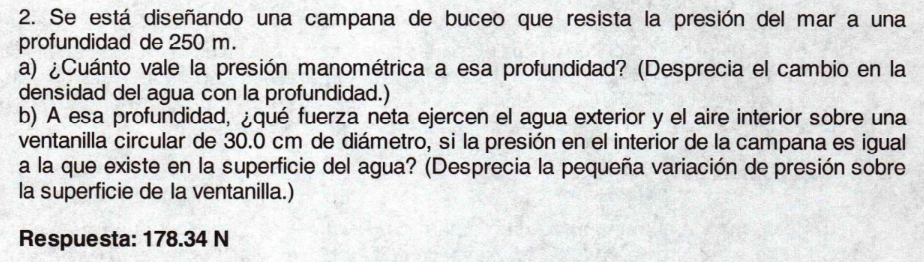 2. Se está diseñando una campana de buceo que resista la presión del mar a una
profundidad de 250 m.
a) ¿Cuánto vale la presión manométrica a esa profundidad? (Desprecia el cambio en la
densidad del agua con la profundidad.)
b) A esa profundidad, ¿qué fuerza neta ejercen el agua exterior y el aire interior sobre una
ventanilla circular de 30.0 cm de diámetro, si la presión en el interior de la campana es igual
a la que existe en la superficie del agua? (Desprecia la pequeña variación de presión sobre
la superficie de la ventanilla.)
Respuesta: 178.34 N